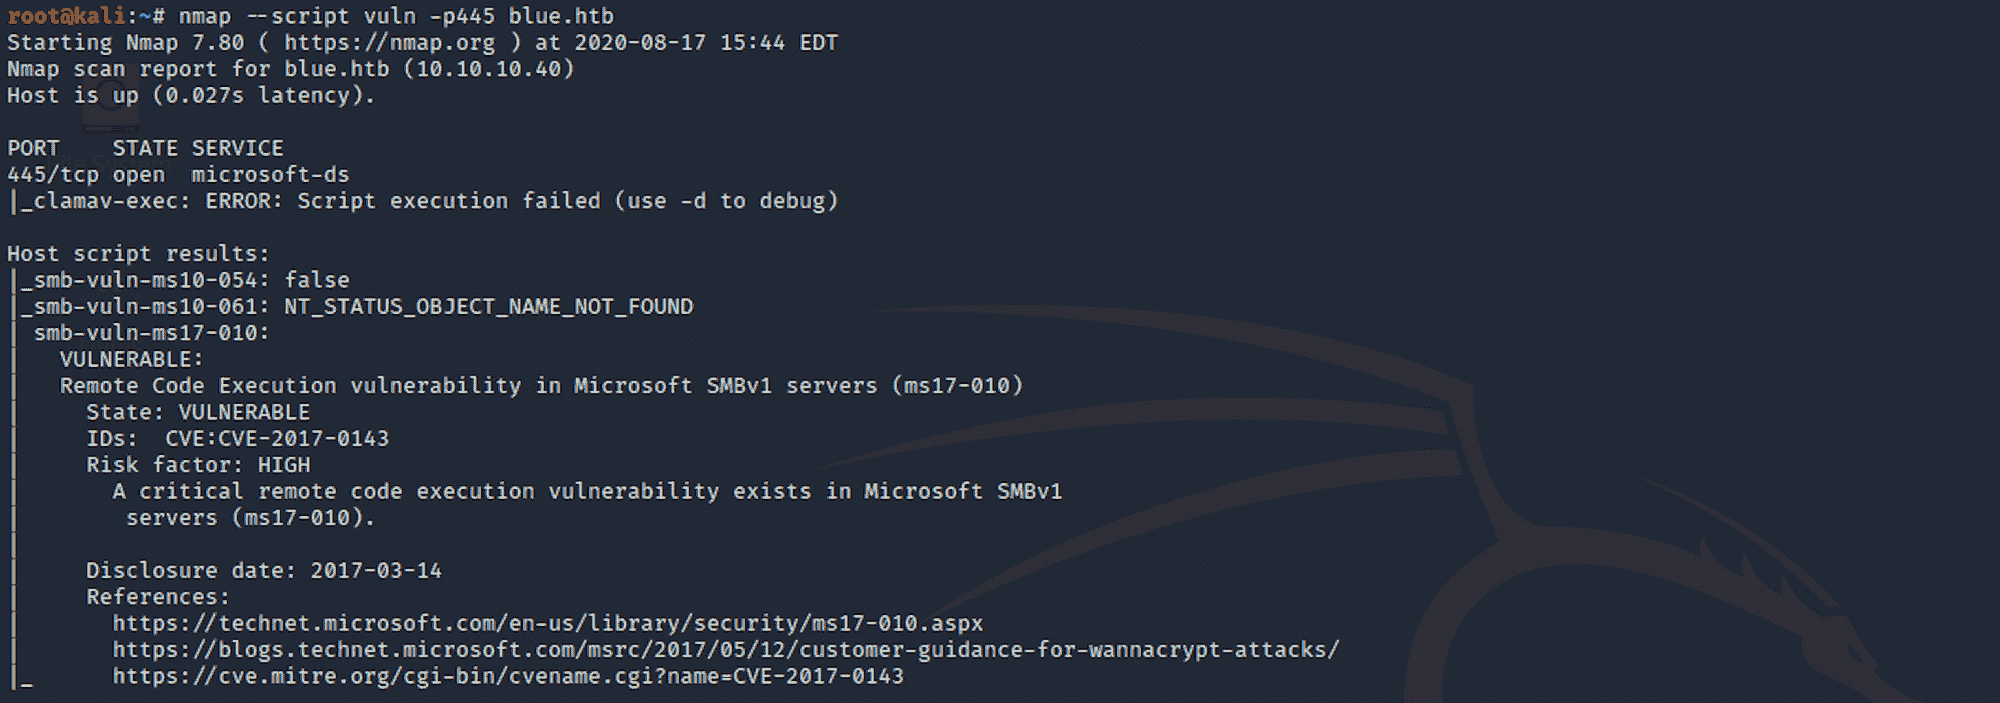 root@kali:~# nmap --script vuln -p445 blue.htb
Starting Nmap 7.80 ( https://nmap.org ) at 2020-08-17 15:44 EDT
Nmap scan report for blue.htb (10.10.10.40)
Host is up (0.027s latency).
PORT    STATE SERVICE
445/tcp open  microsoft-ds
|_clamav-exec: ERROR: Script execution failed (use -d to debug)
Host script results:
|_smb-vuln-ms10-054: false
|_smb-vuln-ms10-061: NT_STATUS_OBJECT_NAME_NOT_FOUND
| smb-vuln-ms17-010:
|   VULNERABLE:
|   Remote Code Execution vulnerability in Microsoft SMBv1 servers (ms17-010)
|     State: VULNERABLE
|     IDs:  CVE:CVE-2017-0143
|     Risk factor: HIGH
|       A critical remote code execution vulnerability exists in Microsoft SMBv1
|        servers (ms17-010).
|
|     Disclosure date: 2017-03-14
|     References:
|       https://technet.microsoft.com/en-us/library/security/ms17-010.aspx
|       https://blogs.technet.microsoft.com/msrc/2017/05/12/customer-guidance-for-wannacrypt-attacks/
|_      https://cve.mitre.org/cgi-bin/cvename.cgi?name=CVE-2017-0143